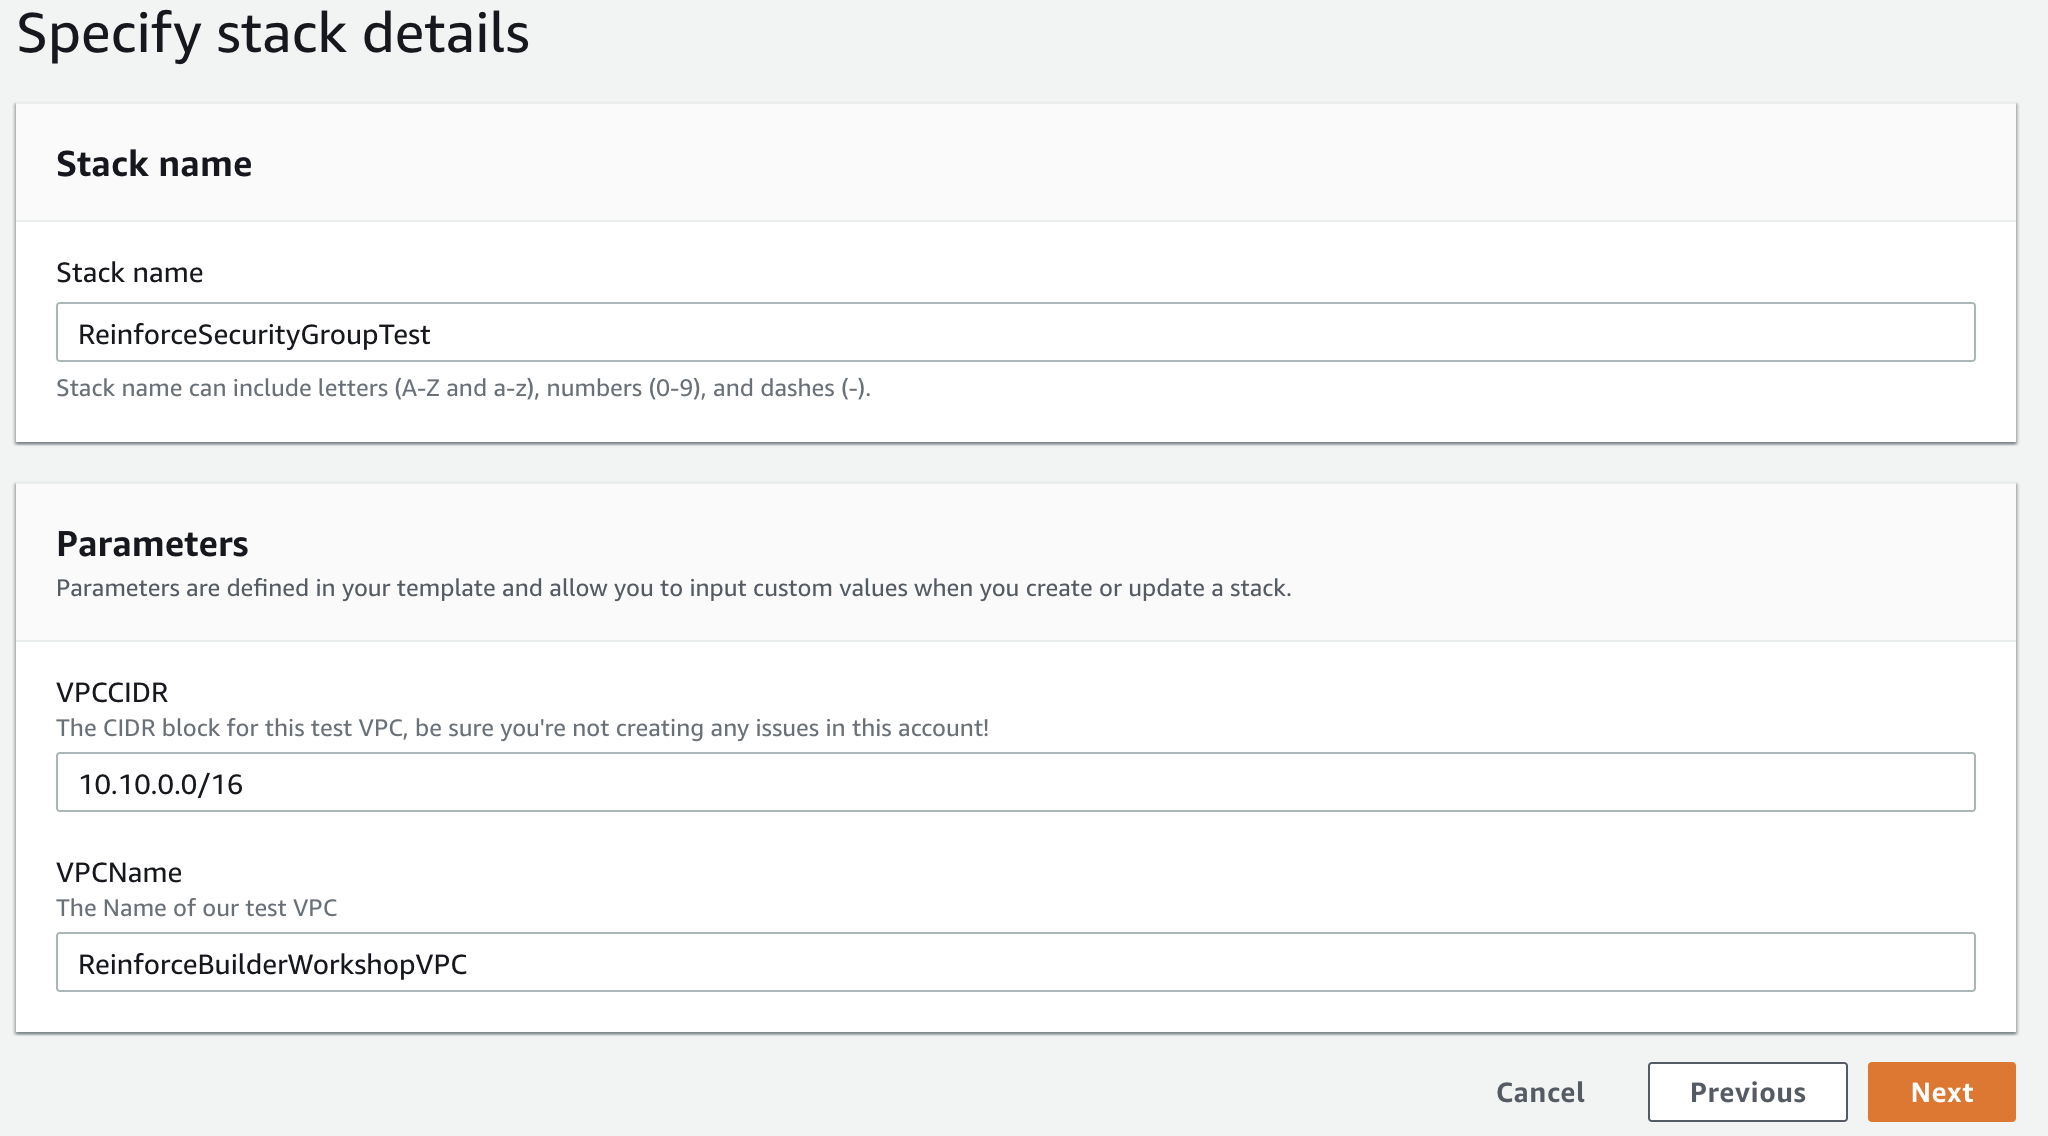 Specify stack details
Stack name
Stack name
ReinforceSecurityGroupTest
Stack name can include letters (A-Z and a-z), numbers (0-9), and dashes (-).
Parameters
Parameters are defined in your template and allow you to input custom values when you create or update a stack.
VPCCIDR
The CIDR block for this test VPC, be sure you're not creating any issues in this account!
10.10.0.0/16
VPCName
The Name of our test VPC
ReinforceBuilderWorkshopVPC
Cancel Previous Next